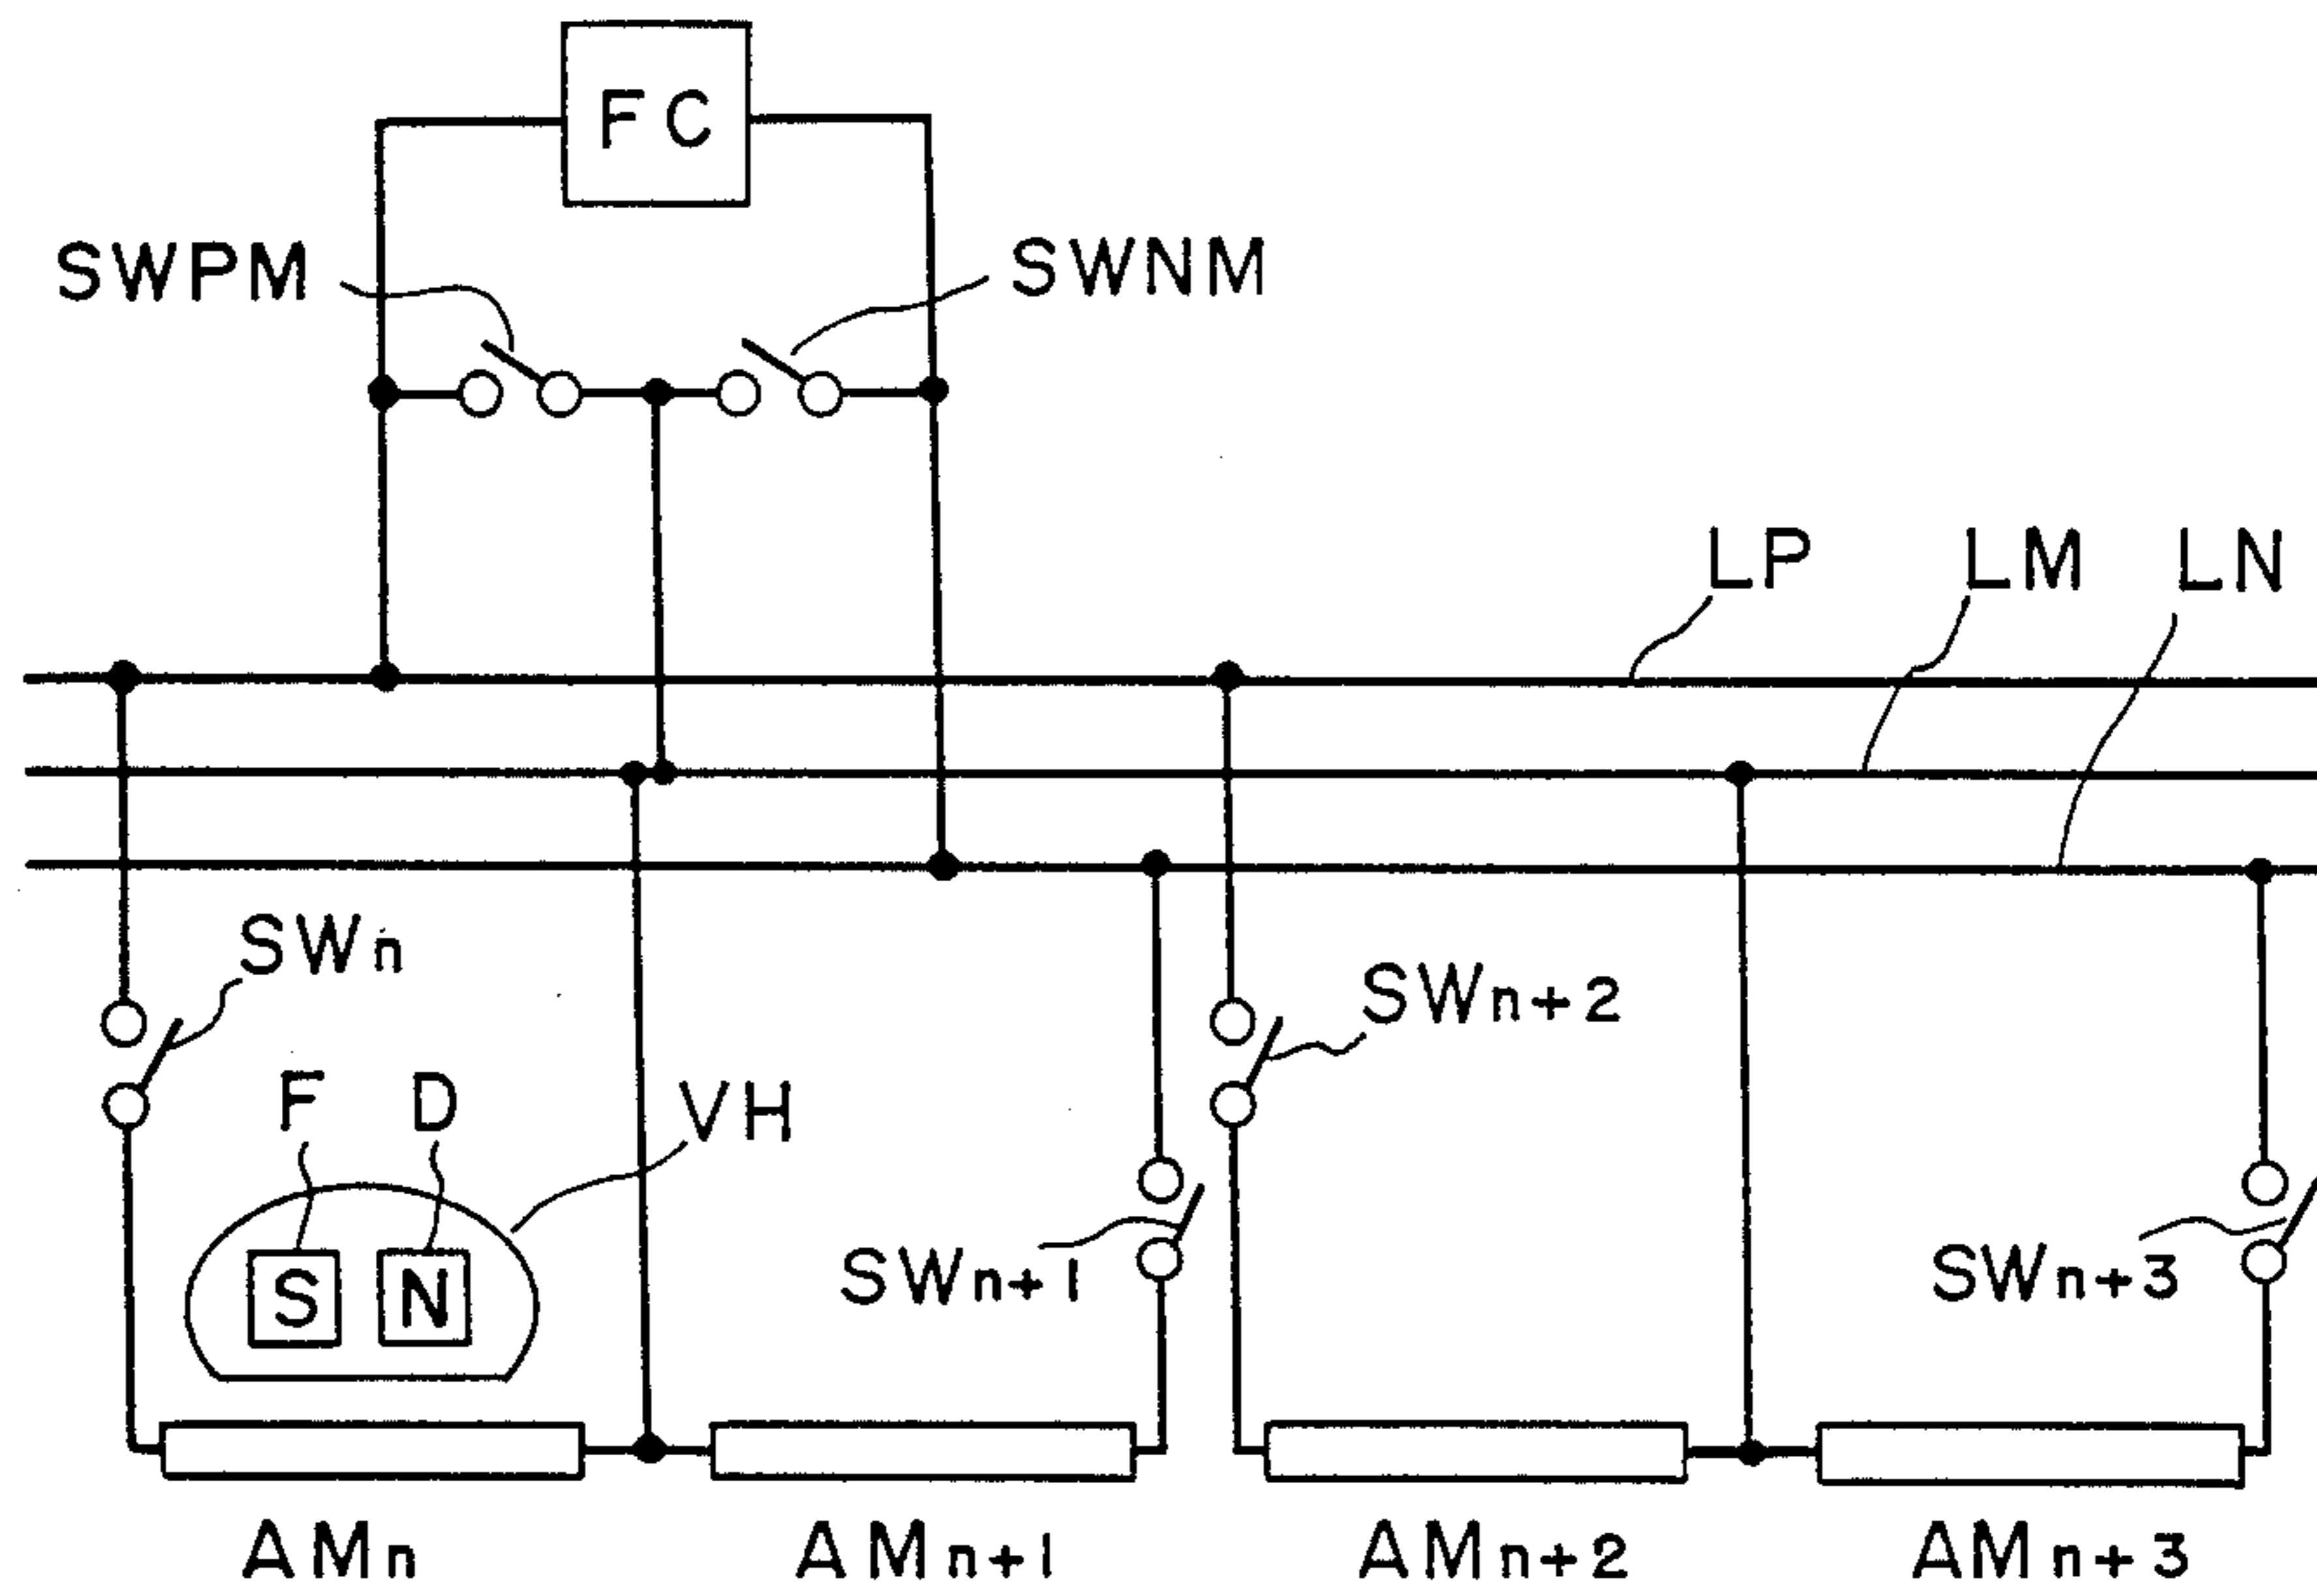 FC
SWPM
SWNM
LP LM LN
SWn
SWn+2
F D VH
S N
SWn+1
SWn+3
AMn AMn+1 AMn+2 AMn+3